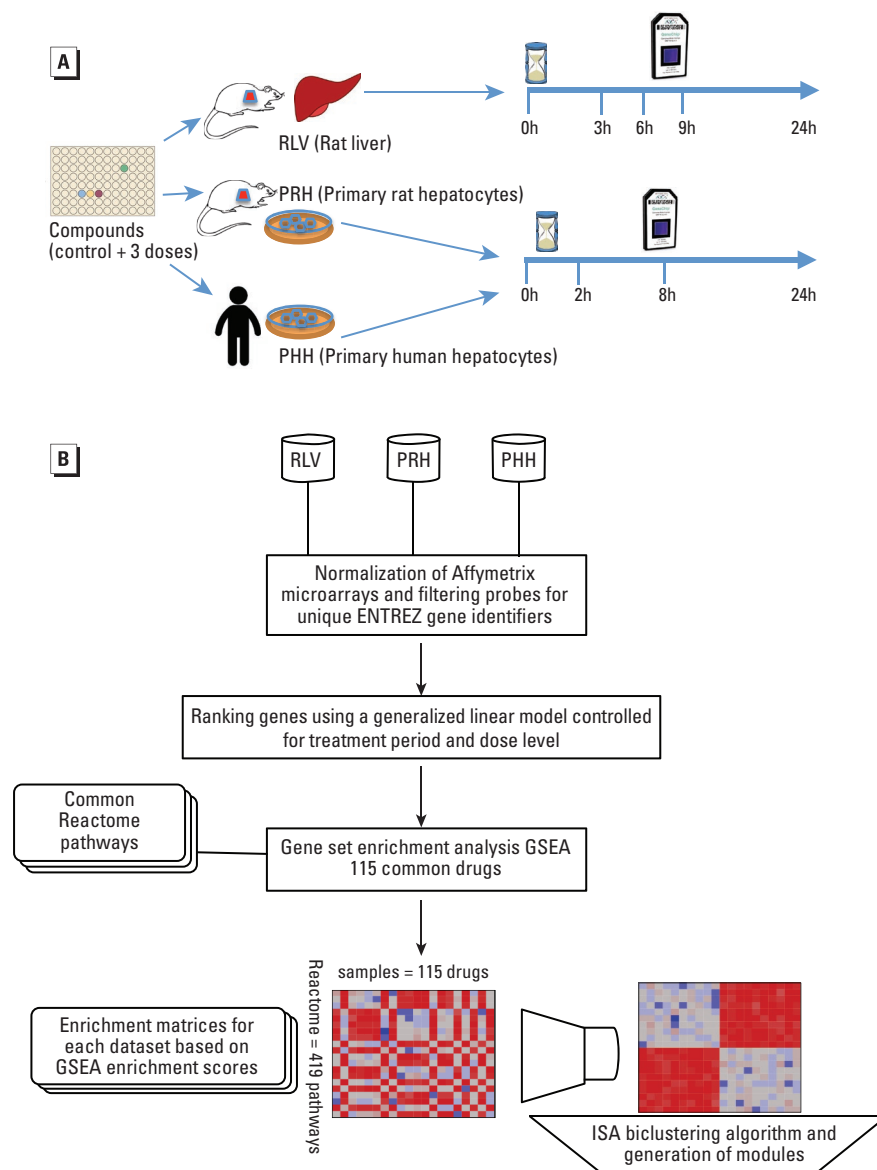 A
RLV (Rat liver)
0h 3h 6h 9h 24h
PRH (Primary rat hepatocytes)
Compounds
(control + 3 doses)
0h 2h 8h 24h
PHH (Primary human hepatocytes)
B
RLV PRH PHH
Normalization of Affymetrix
microarrays and filtering probes for
unique ENTREZ gene identifiers
Ranking genes using a generalized linear model controlled
for treatment period and dose level
Common
Reactome
pathways
Gene set enrichment analysis GSEA
115 common drugs
samples = 115 drugs
Reactome = 419 pathways
Enrichment matrices for
each dataset based on
GSEA enrichment scores
ISA biclustering algorithm and
generation of modules